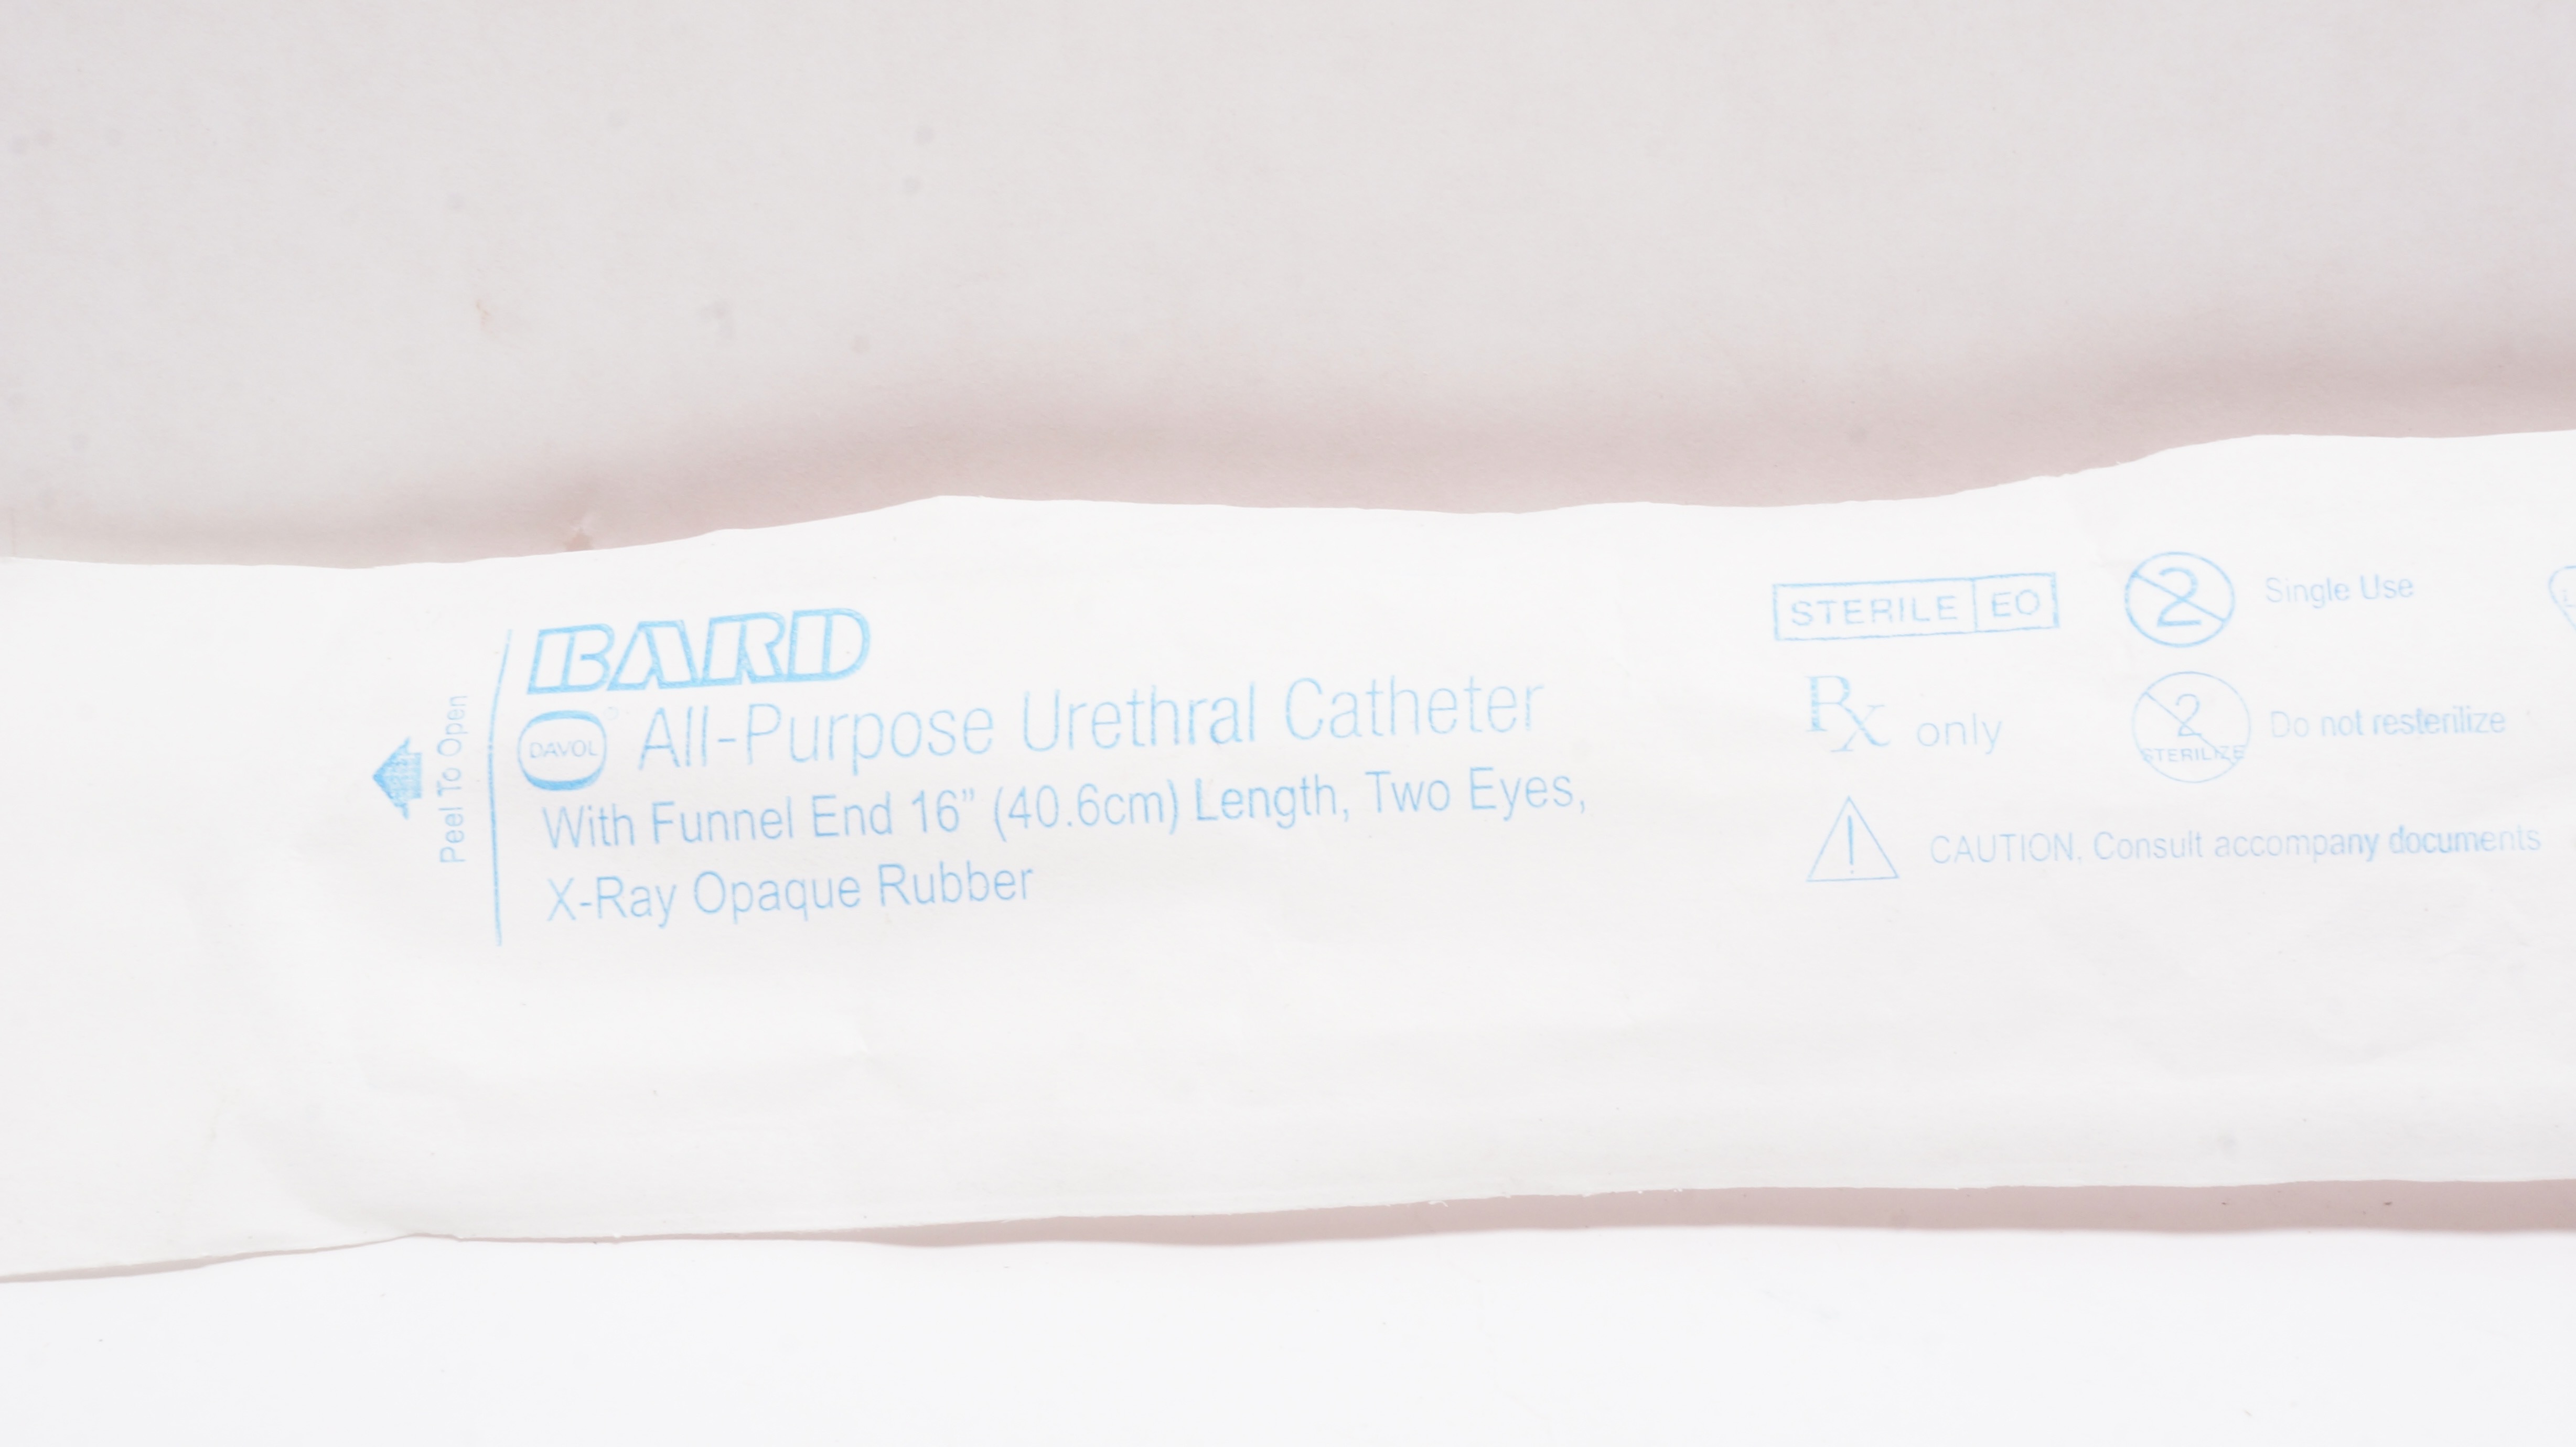 Peel To Open
BARD
DAVOL ® All-Purpose Urethral Catheter
With Funnel End 16” (40.6cm) Length, Two Eyes,
X-Ray Opaque Rubber
STERILE EO
2 Single Use
Rx only
2 STERILIZE Do not resterilize
! CAUTION, Consult accompany documents